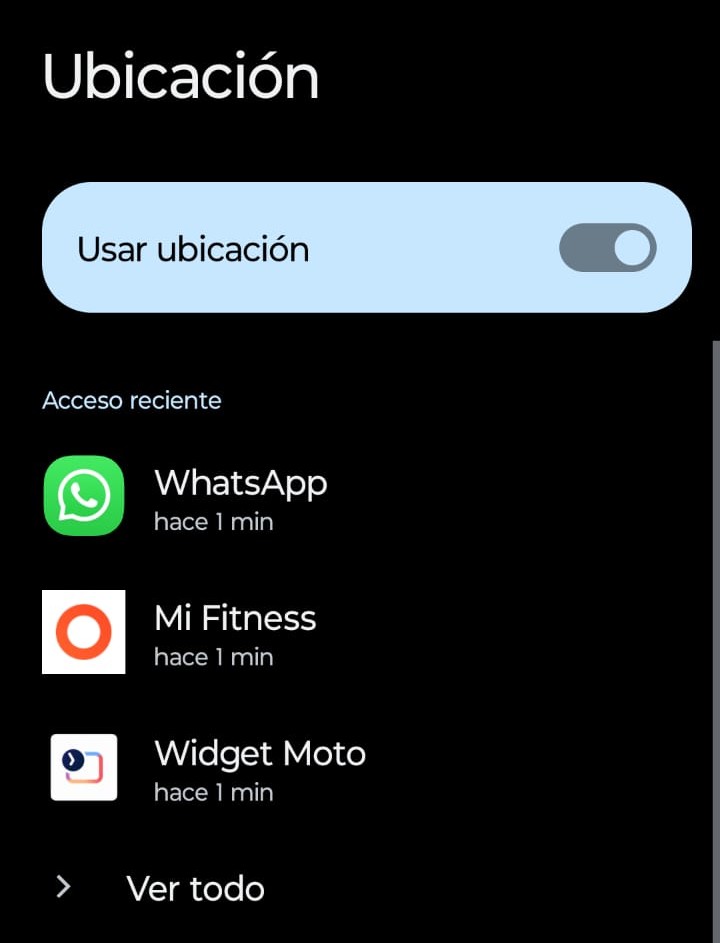 Ubicación
Usar ubicación
Acceso reciente
WhatsApp
hace 1 min
Mi Fitness
hace 1 min
Widget Moto
hace 1 min
Ver todo